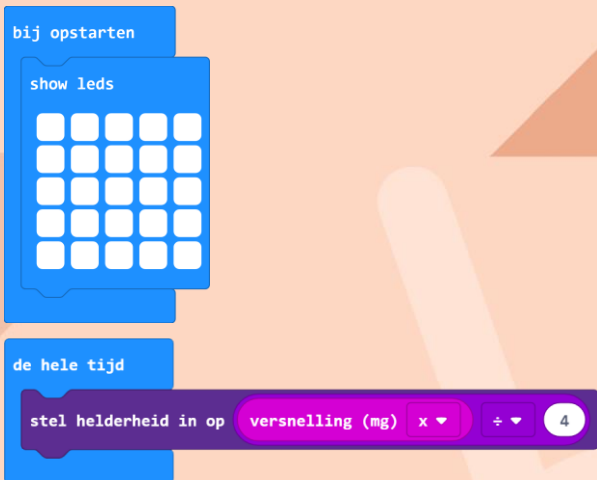 bij opstarten
show leds
de hele tijd
stel helderheid in op versnelling (mg) x ÷ 4